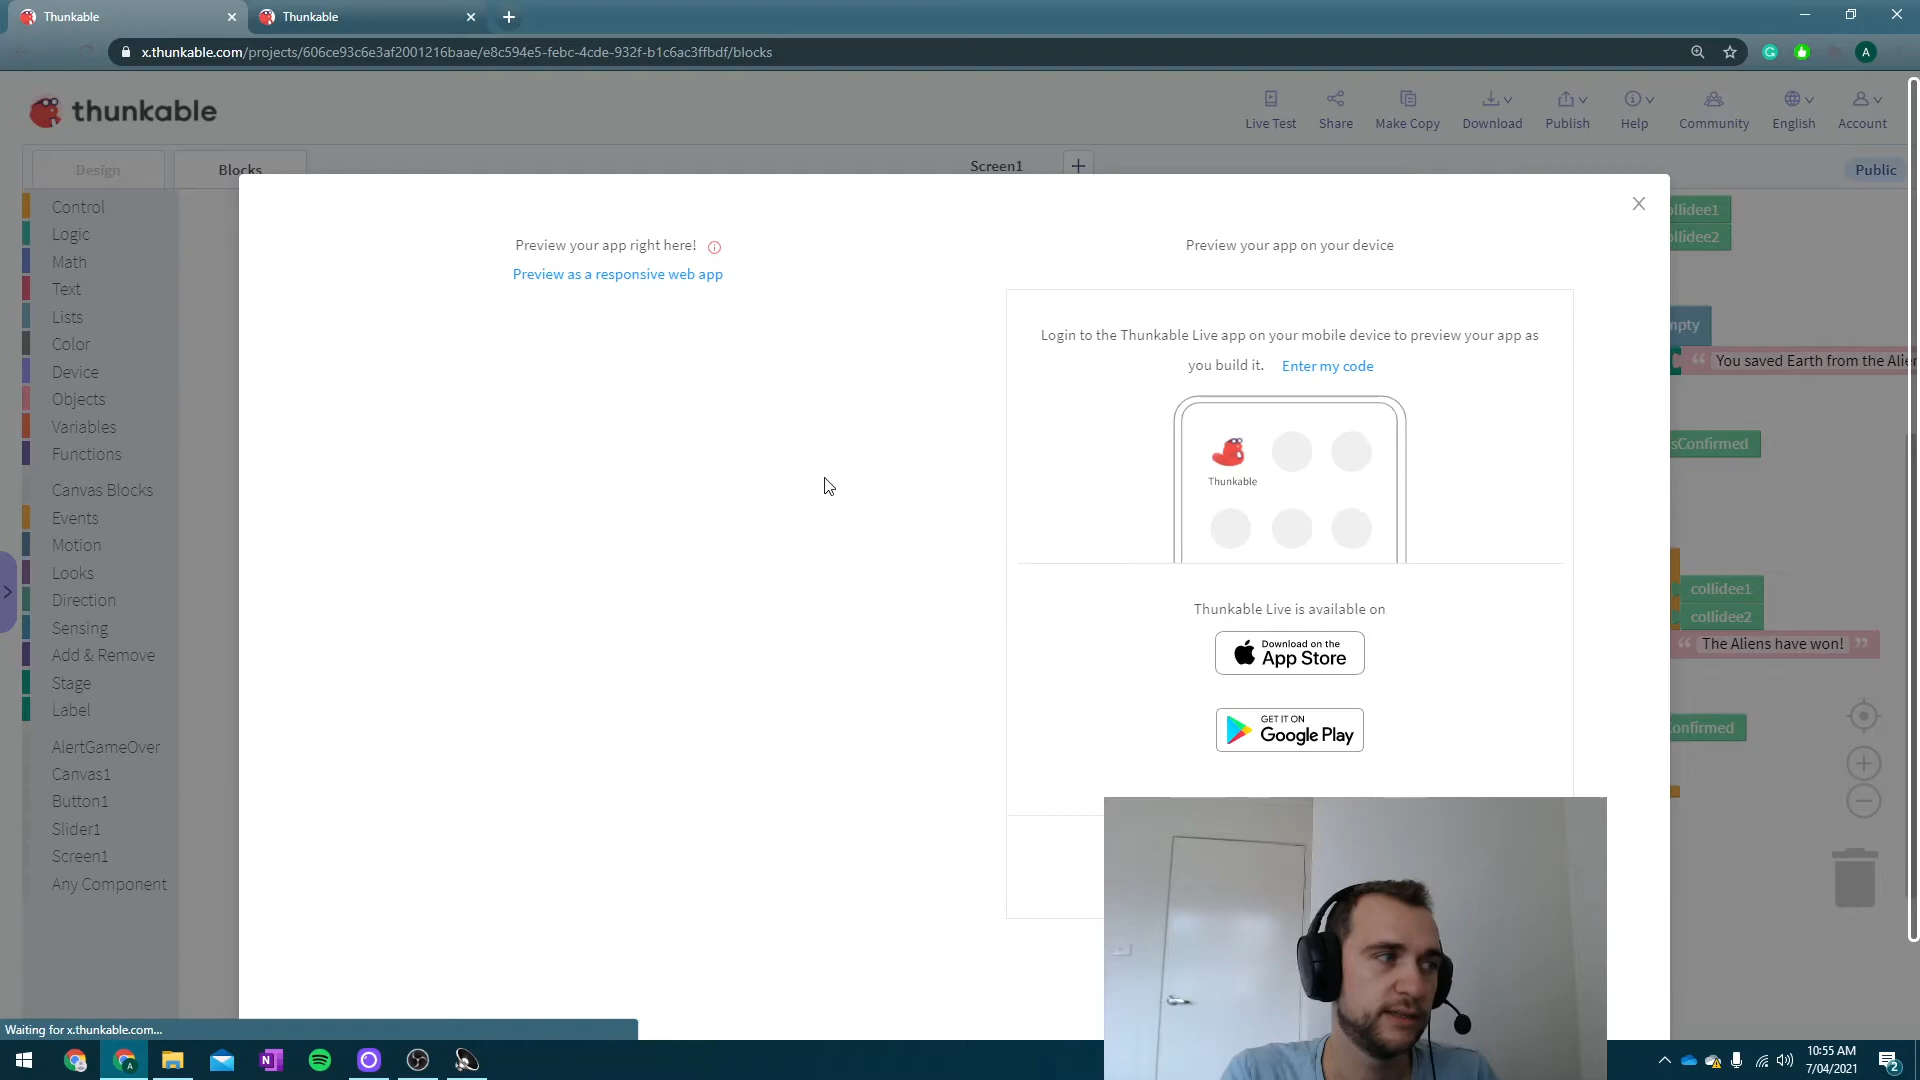 Thunkable
Thunkable
x.thunkable.com/projects/606ce93c6e3af2001216baae/e8c594e5-febc-4cde-932f-b1c6ac3ffbdf/blocks
A
thunkable
Live Test
Share
Make Copy
Download
Publish
Help
Community
English
Account
Design
Blocks
Screen1
Public
Control
Logic
Math
Text
Lists
Color
Device
Objects
Variables
Functions
Canvas Blocks
Events
Motion
Looks
Direction
Sensing
Add & Remove
Stage
Label
AlertGameOver
Canvas1
Button1
Slider1
Screen1
Any Component
Preview your app right here!
Preview as a responsive web app
Preview your app on your device
Login to the Thunkable Live app on your mobile device to preview your app as
you build it. Enter my code
Thunkable
Thunkable Live is available on
Download on the
App Store
GET IT ON
Google Play
ollidee1
ollidee2
mpty
“ You saved Earth from the Alie
sConfirmed
collidee1
collidee2
“ The Aliens have won! ”
onfirmed
Waiting for x.thunkable.com...
N
A
10:55 AM
7/04/2021
2